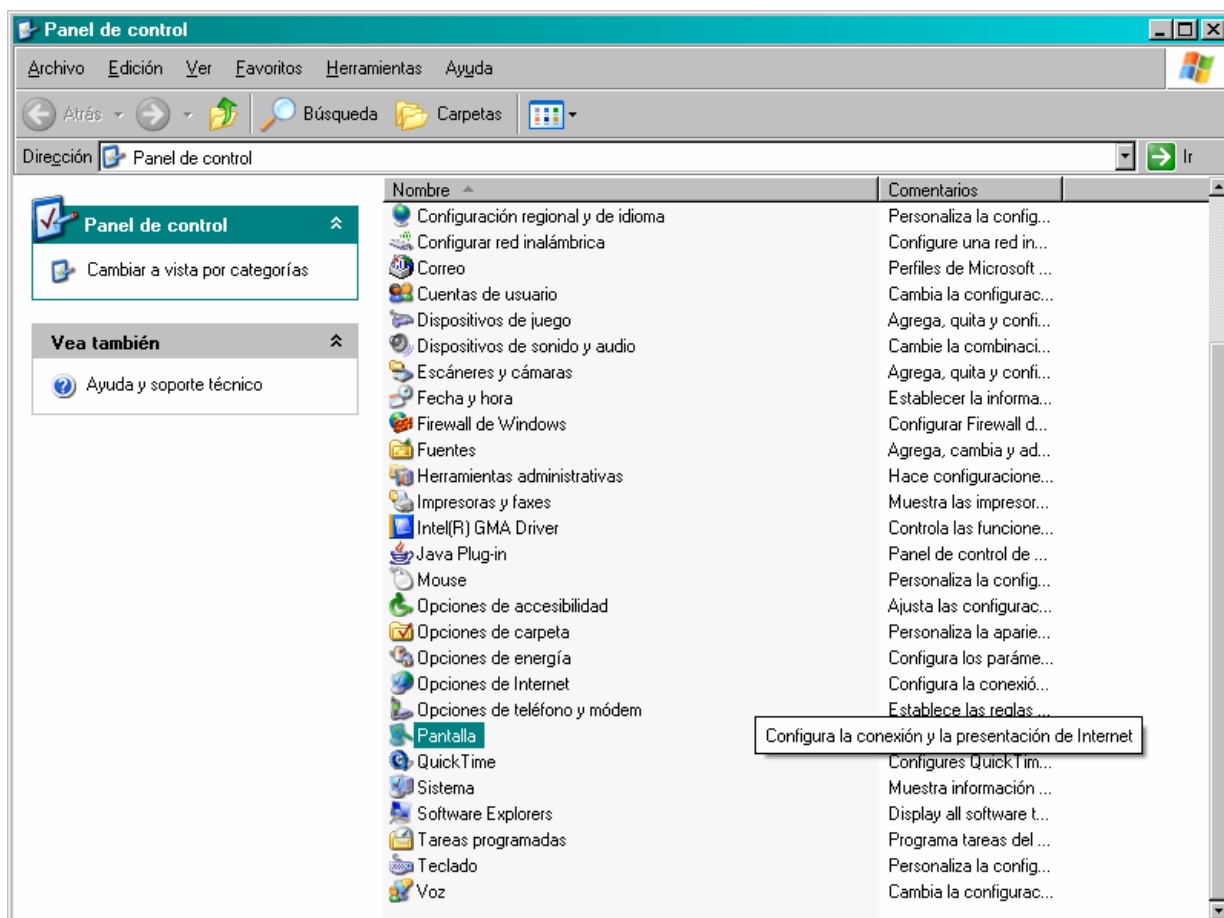 Panel de control
Archivo Edición Ver Favoritos Herramientas Ayuda
Atrás Búsqueda Carpetas
Dirección Panel de control Ir
Panel de control
Cambiar a vista por categorías
Vea también
Ayuda y soporte técnico
Nombre Comentarios
Configuración regional y de idioma Personaliza la config...
Configurar red inalámbrica Configure una red in...
Correo Perfiles de Microsoft ...
Cuentas de usuario Cambia la configurac...
Dispositivos de juego Agrega, quita y confi...
Dispositivos de sonido y audio Cambie la combinaci...
Escáneres y cámaras Agrega, quita y confi...
Fecha y hora Establecer la informa...
Firewall de Windows Configurar Firewall d...
Fuentes Agrega, cambia y ad...
Herramientas administrativas Hace configuracione...
Impresoras y faxes Muestra las impresor...
Intel(R) GMA Driver Controla las funcione...
Java Plug-in Panel de control de ...
Mouse Personaliza la config...
Opciones de accesibilidad Ajusta las configurac...
Opciones de carpeta Personaliza la aparie...
Opciones de energía Configura los paráme...
Opciones de Internet Configura la conexió...
Opciones de teléfono y módem Establece las reglas ...
Pantalla Configura la conexión y la presentación de Internet
QuickTime Configures QuickTim...
Sistema Muestra información ...
Software Explorers Display all software t...
Tareas programadas Programa tareas del ...
Teclado Personaliza la config...
Voz Cambia la configurac...